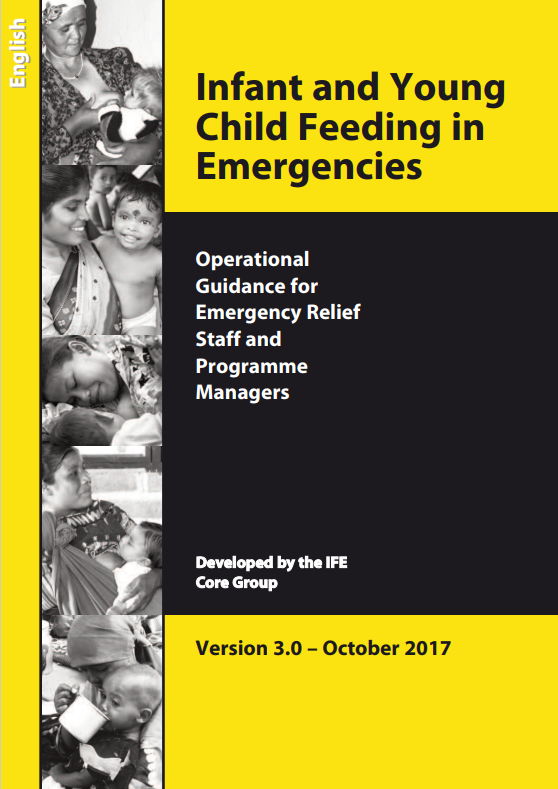 English
Infant and Young
Child Feeding in
Emergencies
Operational
Guidance for
Emergency Relief
Staff and
Programme
Managers
Developed by the IFE
Core Group
Version 3.0 – October 2017